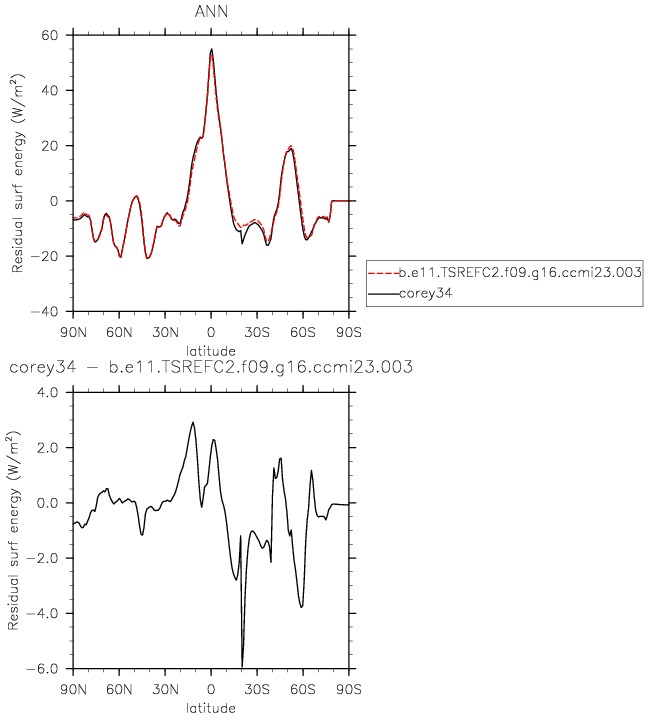 ANN
Residual surf energy (W/m²)
60
40
20
0
−20
−40
90N 60N 30N 0 30S 60S 90S
latitude
b.e11.TSREFC2.f09.g16.ccmi23.003
corey34
corey34 − b.e11.TSREFC2.f09.g16.ccmi23.003
Residual surf energy (W/m²)
4.0
2.0
0.0
−2.0
−4.0
−6.0
90N 60N 30N 0 30S 60S 90S
latitude